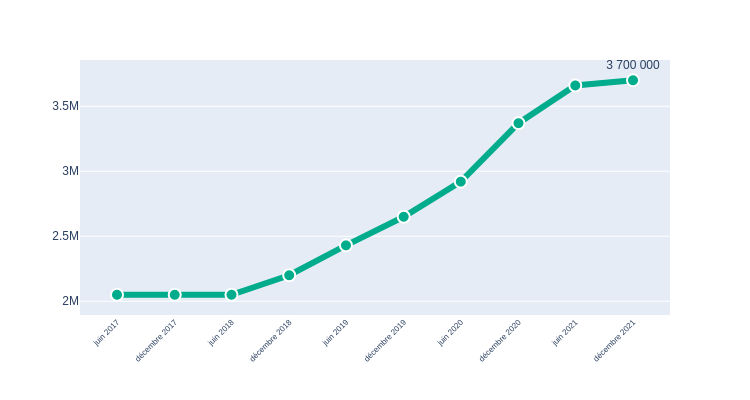 3 700 000
3.5M
3M
2.5M
2M
juin 2017
décembre 2017
juin 2018
décembre 2018
juin 2019
décembre 2019
juin 2020
décembre 2020
juin 2021
décembre 2021